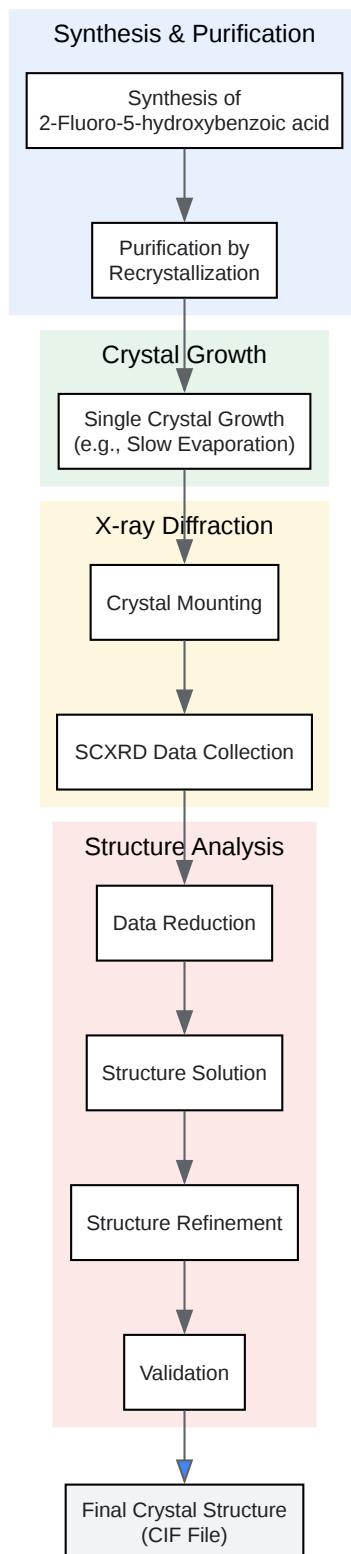 Synthesis & Purification
Synthesis of
2-Fluoro-5-hydroxybenzoic acid
Purification by
Recrystallization
Crystal Growth
Single Crystal Growth
(e.g., Slow Evaporation)
X-ray Diffraction
Crystal Mounting
SCXRD Data Collection
Structure Analysis
Data Reduction
Structure Solution
Structure Refinement
Validation
Final Crystal Structure
(CIF File)